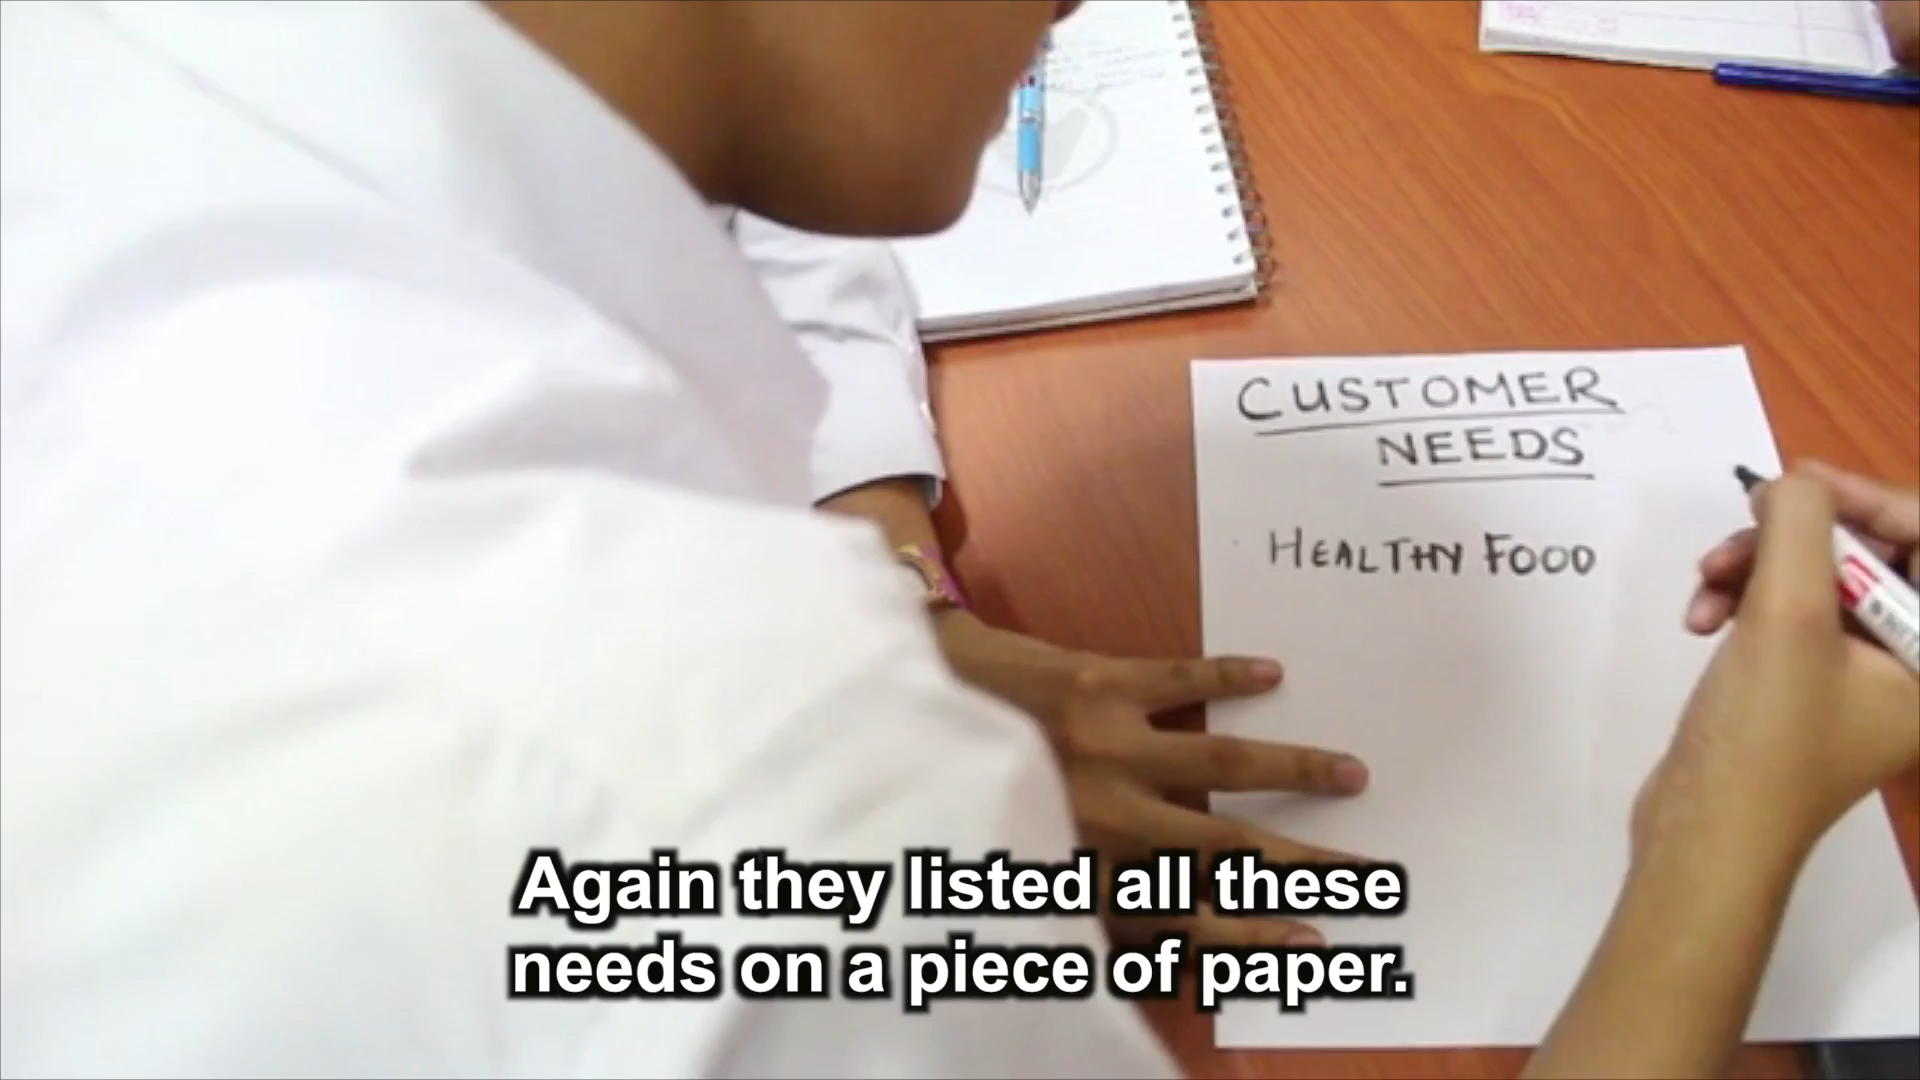 CUSTOMER
NEEDS
HEALTHY FOOD
Again they listed all these
needs on a piece of paper.